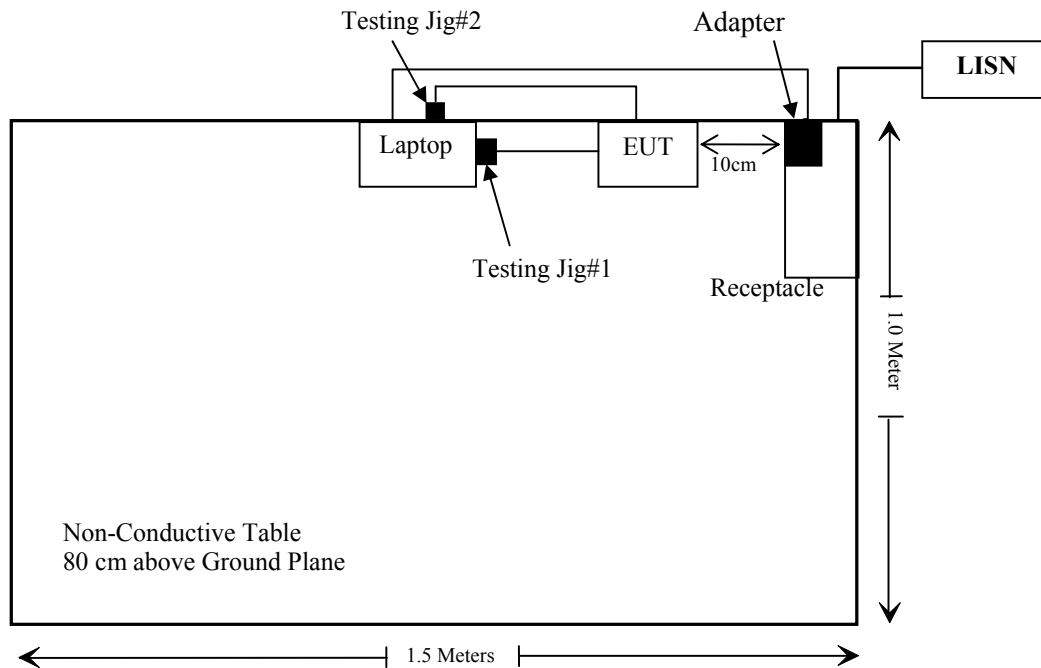 Testing Jig#2
Adapter
LISN
Laptop
EUT
10cm
Testing Jig#1
Receptacle
1.0 Meter
Non-Conductive Table
80 cm above Ground Plane
1.5 Meters